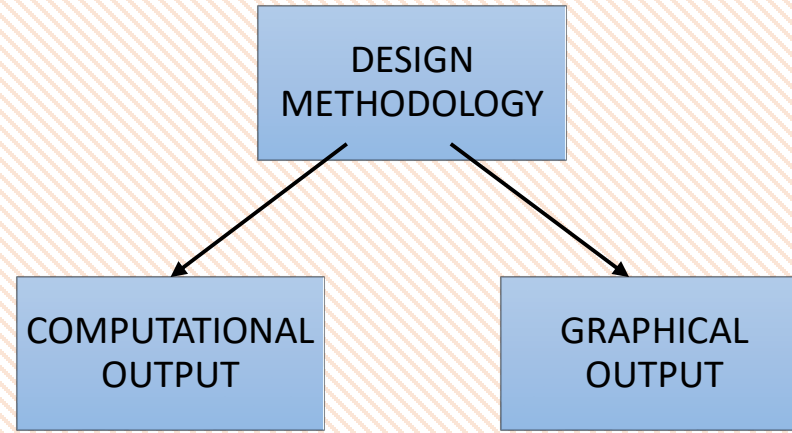 DESIGN
METHODOLOGY
COMPUTATIONAL
OUTPUT
GRAPHICAL
OUTPUT